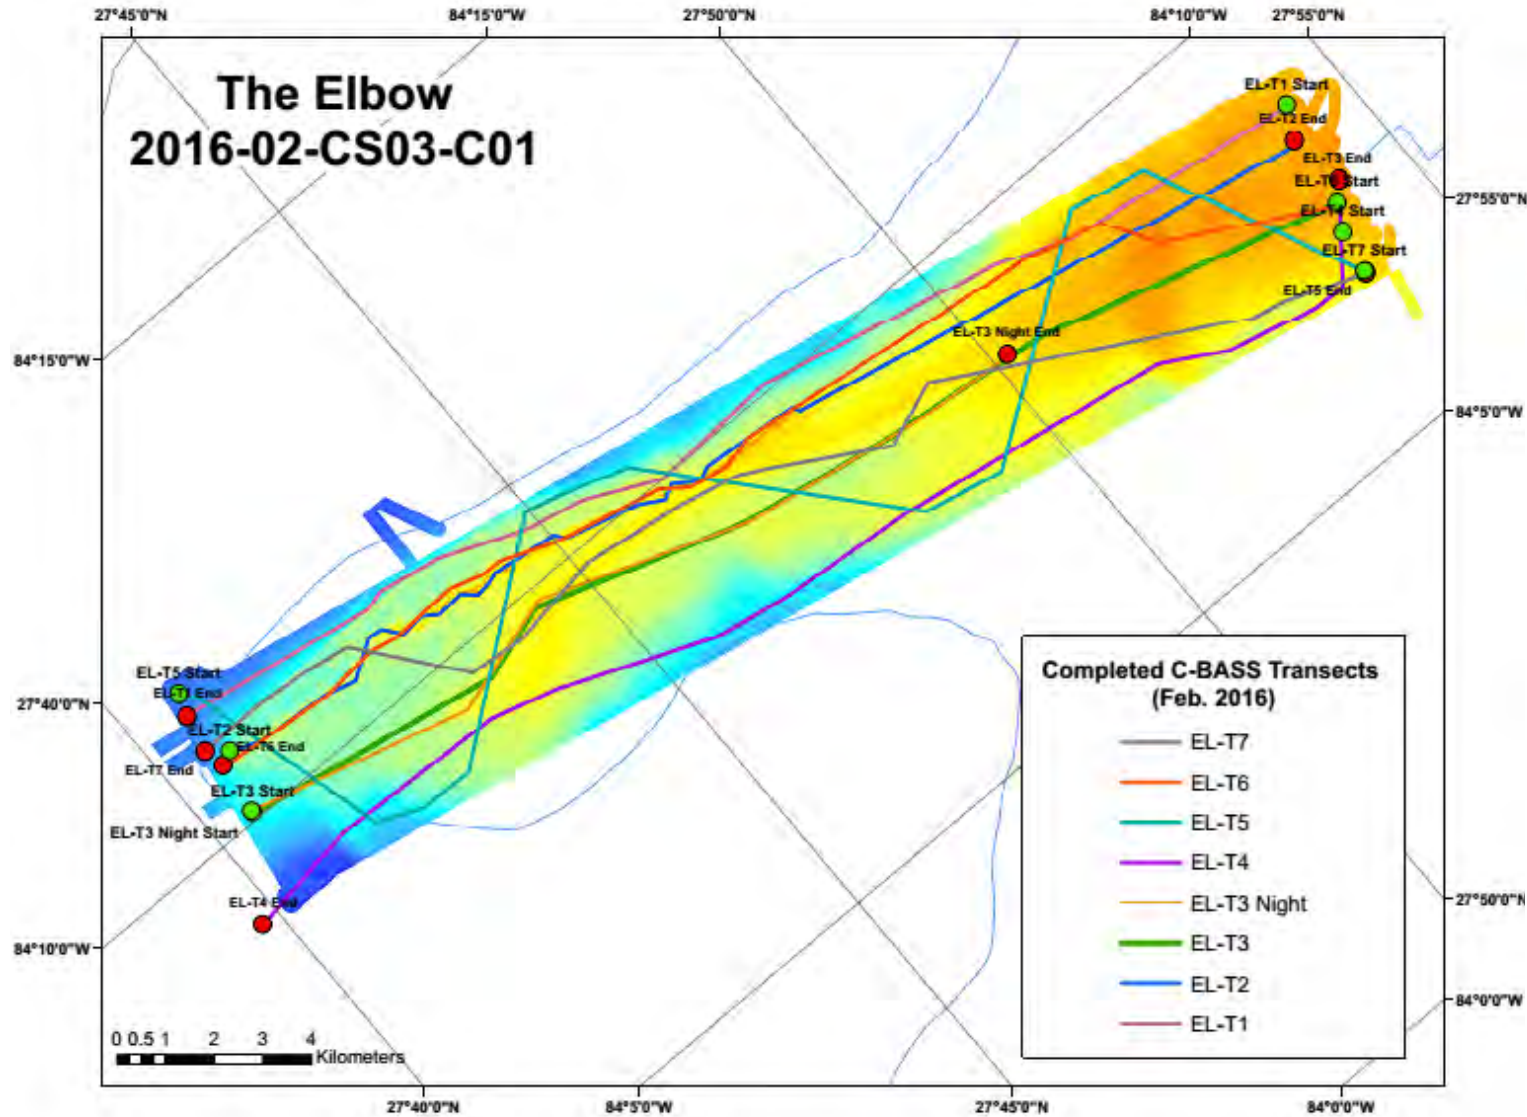 27°45'0"N
84°15'0"W
27°50'0"N
84°10'0"W
27°55'0"N
The Elbow
2016-02-CS03-C01
EL-T1 Start
EL-T2 End
EL-T3 End
EL-T6 Start
EL-T4 Start
EL-T7 Start
EL-T5 End
27°55'0"N
EL-T3 Night End
84°15'0"W
84°5'0"W
EL-T5 Start
EL-T1 End
27°40'0"N
EL-T2 Start
EL-T6 End
EL-T7 End
EL-T3 Start
EL-T3 Night Start
EL-T4 End
84°10'0"W
Completed C-BASS Transects
(Feb. 2016)
EL-T7
EL-T6
EL-T5
EL-T4
EL-T3 Night
EL-T3
EL-T2
EL-T1
27°50'0"N
84°0'0"W
0 0.5 1 2 3 4
Kilometers
27°40'0"N
84°5'0"W
27°45'0"N
84°0'0"W